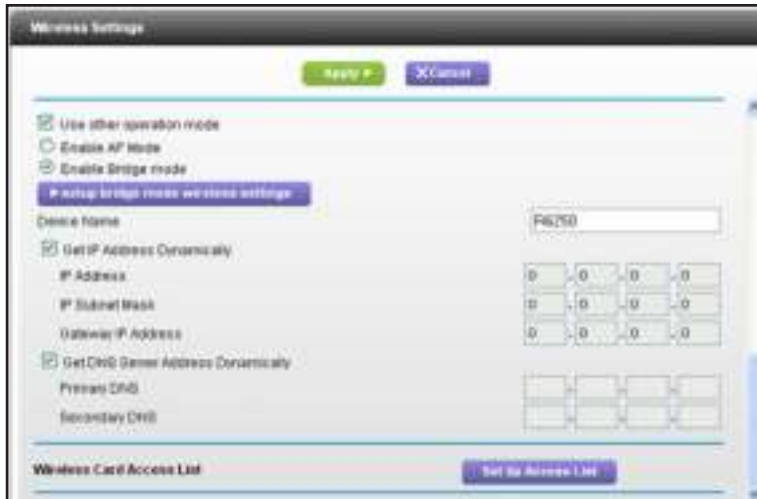 Wireless Settings
Apply
X Cancel
Use other operation mode
Enable AP Mode
Enable Bridge mode
setup bridge mode wireless settings
Device Name R6250
Get IP Address Dynamically
IP Address 0 . 0 . 0 . 0
IP Subnet Mask 0 . 0 . 0 . 0
Gateway IP Address 0 . 0 . 0 . 0
Get DNS Server Address Dynamically
Primary DNS . . .
Secondary DNS . . .
Wireless Card Access List Set Up Access List